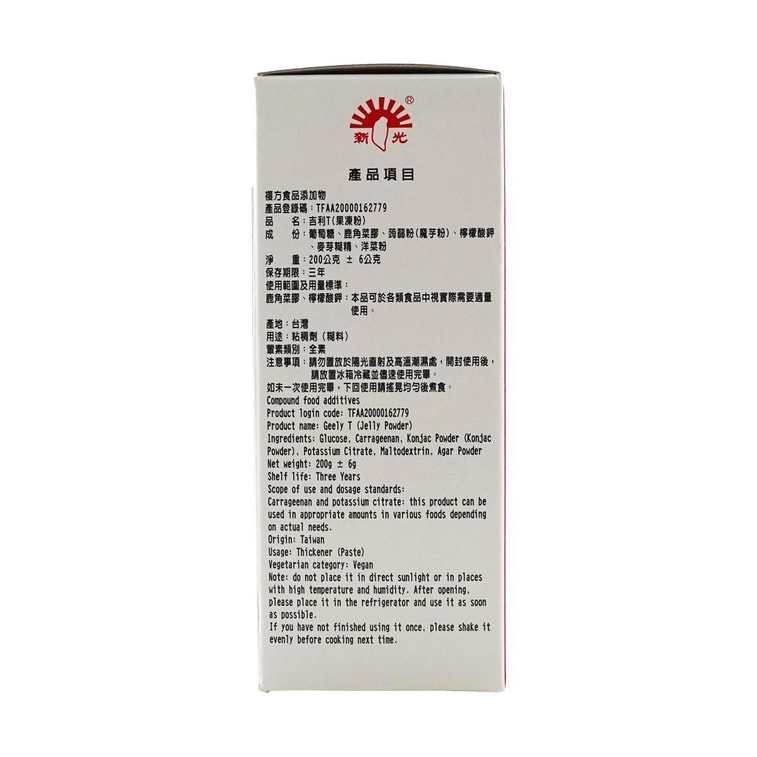 ®
新光
產品項目
複方食品添加物
產品登錄碼：TFAA20000162779
品　　名：吉利T(果凍粉)
成　　份：葡萄糖、鹿角菜膠、蒟蒻粉(魔芋粉)、檸檬酸鉀
、麥芽糊精、洋菜粉
淨　　重：200公克 ± 6公克
保存期限：三年
使用範圍及用量標準：
鹿角菜膠、檸檬酸鉀：本品可於各類食品中視實際需要適量
使用。
產地：台灣
用途：粘稠劑（糊料）
葷素類別：全素
注意事項：請勿置放於陽光直射及高溫潮濕處，開封使用後，
請放置冰箱冷藏並儘速使用完畢。
如未一次使用完畢，下回使用請搖晃均勻後煮食。
Compound food additives
Product login code: TFAA20000162779
Product name: Geely T (Jelly Powder)
Ingredients: Glucose, Carrageenan, Konjac Powder (Konjac
Powder), Potassium Citrate, Maltodextrin, Agar Powder
Net weight: 200g ± 6g
Shelf life: Three Years
Scope of use and dosage standards:
Carrageenan and potassium citrate: this product can be
used in appropriate amounts in various foods depending
on actual needs.
Origin: Taiwan
Usage: Thickener (Paste)
Vegetarian category: Vegan
Note: do not place it in direct sunlight or in places
with high temperature and humidity. After opening,
please place it in the refrigerator and use it as soon
as possible.
If you have not finished using it once, please shake it
evenly before cooking next time.